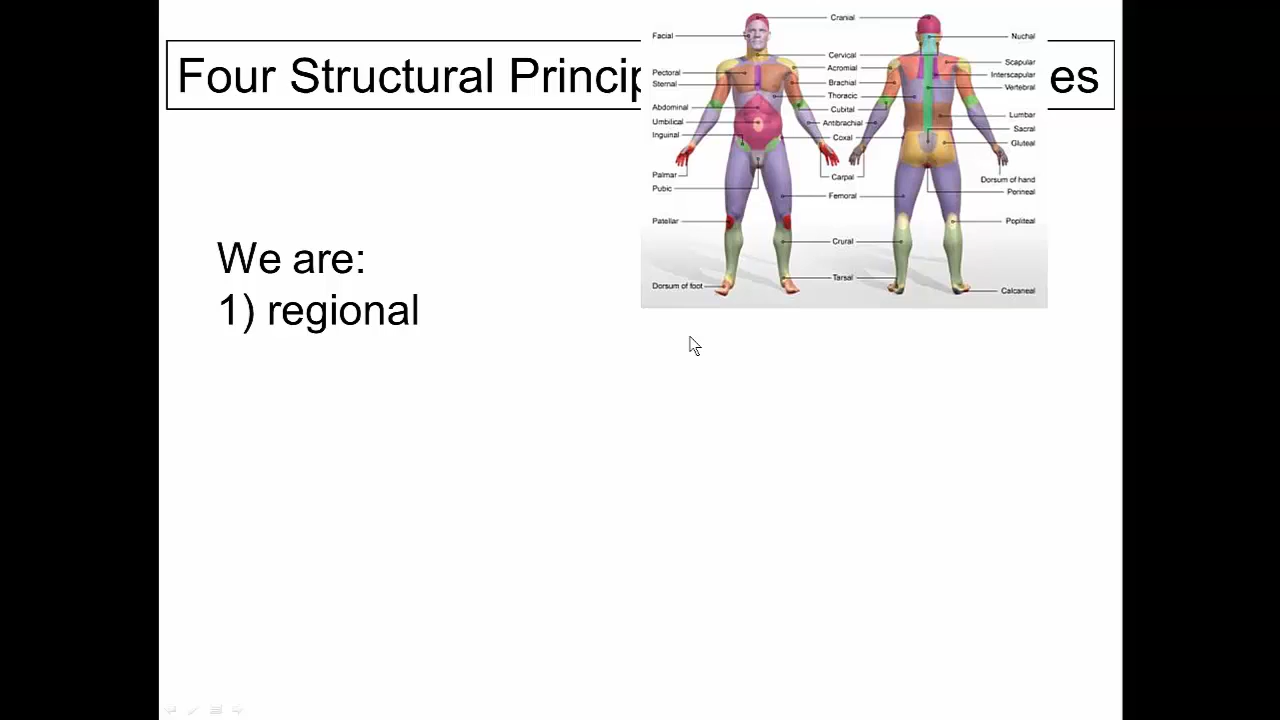 Four Structural Princip
es
We are:
1) regional
Cranial
Facial
Nuchal
Cervical
Acromial
Scapular
Pectoral
Interscapular
Sternal
Brachial
Vertebral
Thoracic
Abdominal
Cubital
Lumbar
Umbilical
Antibrachial
Sacral
Inguinal
Coxal
Gluteal
Palmar
Carpal
Dorsum of hand
Pubic
Femoral
Perineal
Patellar
Popliteal
Crural
Tarsal
Dorsum of foot
Calcaneal